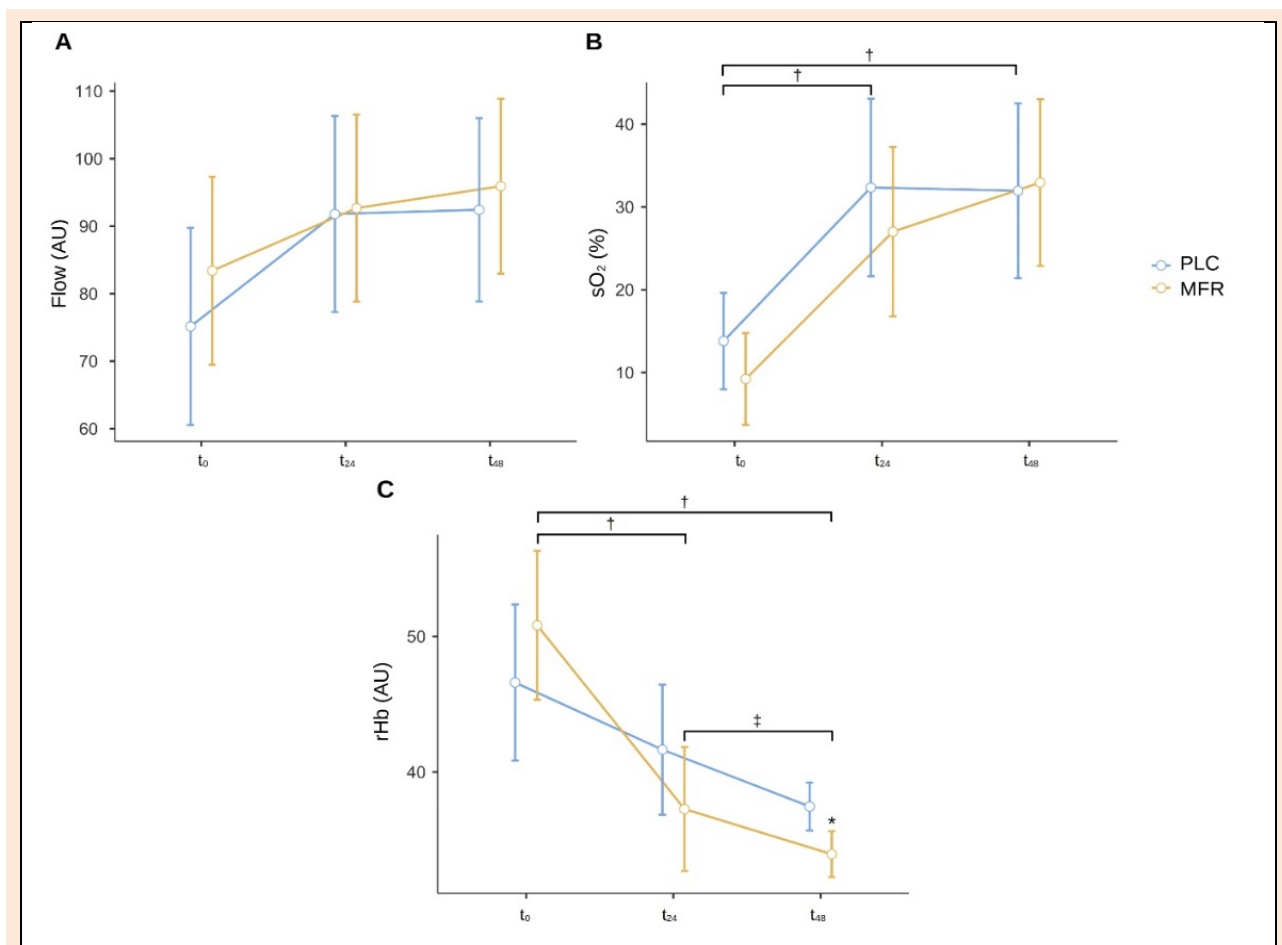 A
Flow (AU)
110
100
90
80
70
60
t₀ t₂₄ t₄₈
B
†
†
sO₂ (%)
40
30
20
10
t₀ t₂₄ t₄₈
PLC
MFR
C
†
†
‡
*
rHb (AU)
50
40
t₀ t₂₄ t₄₈